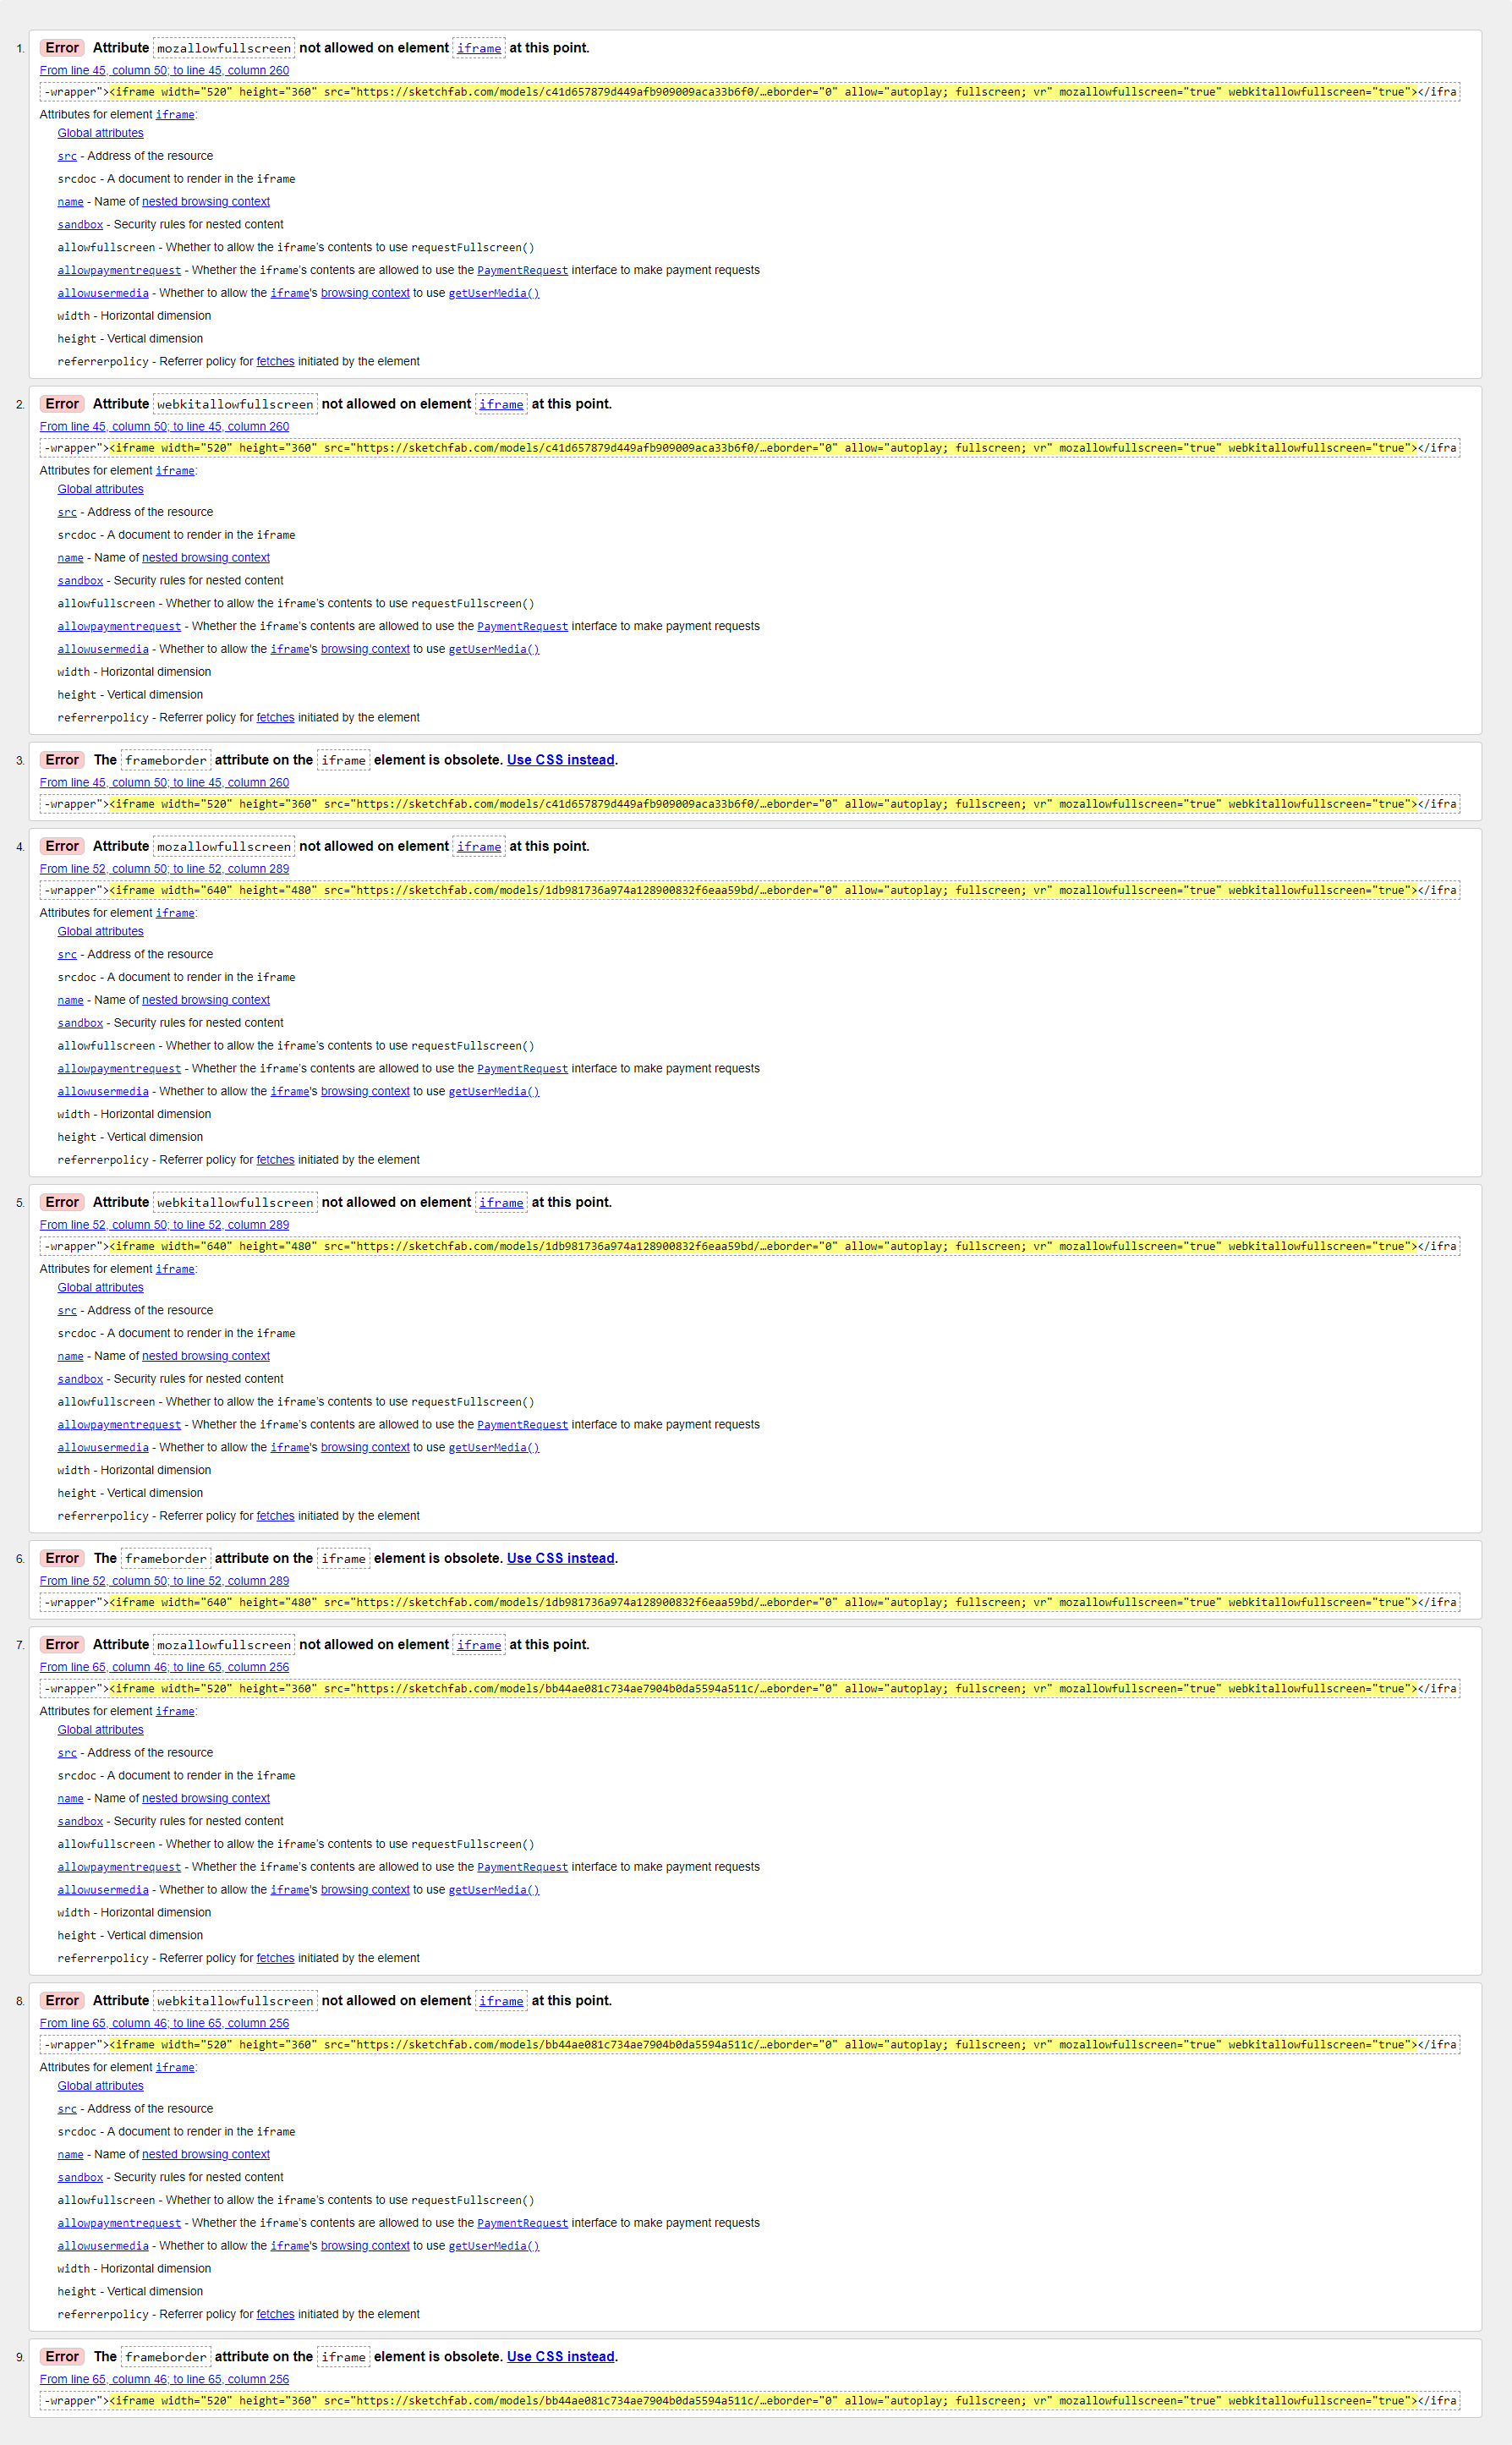 1. Error Attribute mozallowfullscreen not allowed on element iframe at this point.
From line 45, column 50; to line 45, column 260
-wrapper"><iframe width="520" height="360" src="https://sketchfab.com/models/c41d657879d449afb909009aca33b6f0/…eborder="0" allow="autoplay; fullscreen; vr" mozallowfullscreen="true" webkitallowfullscreen="true"></ifra
Attributes for element iframe:
Global attributes
src - Address of the resource
srcdoc - A document to render in the iframe
name - Name of nested browsing context
sandbox - Security rules for nested content
allowfullscreen - Whether to allow the iframe's contents to use requestFullscreen()
allowpaymentrequest - Whether the iframe's contents are allowed to use the PaymentRequest interface to make payment requests
allowusermedia - Whether to allow the iframe's browsing context to use getUserMedia()
width - Horizontal dimension
height - Vertical dimension
referrerpolicy - Referrer policy for fetches initiated by the element
2. Error Attribute webkitallowfullscreen not allowed on element iframe at this point.
From line 45, column 50; to line 45, column 260
-wrapper"><iframe width="520" height="360" src="https://sketchfab.com/models/c41d657879d449afb909009aca33b6f0/…eborder="0" allow="autoplay; fullscreen; vr" mozallowfullscreen="true" webkitallowfullscreen="true"></ifra
Attributes for element iframe:
Global attributes
src - Address of the resource
srcdoc - A document to render in the iframe
name - Name of nested browsing context
sandbox - Security rules for nested content
allowfullscreen - Whether to allow the iframe's contents to use requestFullscreen()
allowpaymentrequest - Whether the iframe's contents are allowed to use the PaymentRequest interface to make payment requests
allowusermedia - Whether to allow the iframe's browsing context to use getUserMedia()
width - Horizontal dimension
height - Vertical dimension
referrerpolicy - Referrer policy for fetches initiated by the element
3. Error The frameborder attribute on the iframe element is obsolete. Use CSS instead.
From line 45, column 50; to line 45, column 260
-wrapper"><iframe width="520" height="360" src="https://sketchfab.com/models/c41d657879d449afb909009aca33b6f0/…eborder="0" allow="autoplay; fullscreen; vr" mozallowfullscreen="true" webkitallowfullscreen="true"></ifra
4. Error Attribute mozallowfullscreen not allowed on element iframe at this point.
From line 52, column 50; to line 52, column 289
-wrapper"><iframe width="640" height="480" src="https://sketchfab.com/models/1db981736a974a128900832f6eaa59bd/…eborder="0" allow="autoplay; fullscreen; vr" mozallowfullscreen="true" webkitallowfullscreen="true"></ifra
Attributes for element iframe:
Global attributes
src - Address of the resource
srcdoc - A document to render in the iframe
name - Name of nested browsing context
sandbox - Security rules for nested content
allowfullscreen - Whether to allow the iframe's contents to use requestFullscreen()
allowpaymentrequest - Whether the iframe's contents are allowed to use the PaymentRequest interface to make payment requests
allowusermedia - Whether to allow the iframe's browsing context to use getUserMedia()
width - Horizontal dimension
height - Vertical dimension
referrerpolicy - Referrer policy for fetches initiated by the element
5. Error Attribute webkitallowfullscreen not allowed on element iframe at this point.
From line 52, column 50; to line 52, column 289
-wrapper"><iframe width="640" height="480" src="https://sketchfab.com/models/1db981736a974a128900832f6eaa59bd/…eborder="0" allow="autoplay; fullscreen; vr" mozallowfullscreen="true" webkitallowfullscreen="true"></ifra
Attributes for element iframe:
Global attributes
src - Address of the resource
srcdoc - A document to render in the iframe
name - Name of nested browsing context
sandbox - Security rules for nested content
allowfullscreen - Whether to allow the iframe's contents to use requestFullscreen()
allowpaymentrequest - Whether the iframe's contents are allowed to use the PaymentRequest interface to make payment requests
allowusermedia - Whether to allow the iframe's browsing context to use getUserMedia()
width - Horizontal dimension
height - Vertical dimension
referrerpolicy - Referrer policy for fetches initiated by the element
6. Error The frameborder attribute on the iframe element is obsolete. Use CSS instead.
From line 52, column 50; to line 52, column 289
-wrapper"><iframe width="640" height="480" src="https://sketchfab.com/models/1db981736a974a128900832f6eaa59bd/…eborder="0" allow="autoplay; fullscreen; vr" mozallowfullscreen="true" webkitallowfullscreen="true"></ifra
7. Error Attribute mozallowfullscreen not allowed on element iframe at this point.
From line 65, column 46; to line 65, column 256
-wrapper"><iframe width="520" height="360" src="https://sketchfab.com/models/bb44ae081c734ae7904b0da5594a511c/…eborder="0" allow="autoplay; fullscreen; vr" mozallowfullscreen="true" webkitallowfullscreen="true"></ifra
Attributes for element iframe:
Global attributes
src - Address of the resource
srcdoc - A document to render in the iframe
name - Name of nested browsing context
sandbox - Security rules for nested content
allowfullscreen - Whether to allow the iframe's contents to use requestFullscreen()
allowpaymentrequest - Whether the iframe's contents are allowed to use the PaymentRequest interface to make payment requests
allowusermedia - Whether to allow the iframe's browsing context to use getUserMedia()
width - Horizontal dimension
height - Vertical dimension
referrerpolicy - Referrer policy for fetches initiated by the element
8. Error Attribute webkitallowfullscreen not allowed on element iframe at this point.
From line 65, column 46; to line 65, column 256
-wrapper"><iframe width="520" height="360" src="https://sketchfab.com/models/bb44ae081c734ae7904b0da5594a511c/…eborder="0" allow="autoplay; fullscreen; vr" mozallowfullscreen="true" webkitallowfullscreen="true"></ifra
Attributes for element iframe:
Global attributes
src - Address of the resource
srcdoc - A document to render in the iframe
name - Name of nested browsing context
sandbox - Security rules for nested content
allowfullscreen - Whether to allow the iframe's contents to use requestFullscreen()
allowpaymentrequest - Whether the iframe's contents are allowed to use the PaymentRequest interface to make payment requests
allowusermedia - Whether to allow the iframe's browsing context to use getUserMedia()
width - Horizontal dimension
height - Vertical dimension
referrerpolicy - Referrer policy for fetches initiated by the element
9. Error The frameborder attribute on the iframe element is obsolete. Use CSS instead.
From line 65, column 46; to line 65, column 256
-wrapper"><iframe width="520" height="360" src="https://sketchfab.com/models/bb44ae081c734ae7904b0da5594a511c/…eborder="0" allow="autoplay; fullscreen; vr" mozallowfullscreen="true" webkitallowfullscreen="true"></ifra